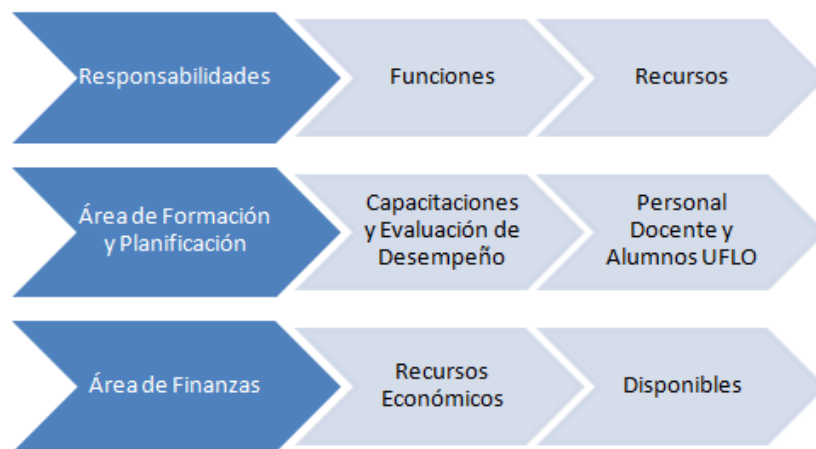 Responsabilidades
Funciones
Recursos
Área de Formación
y Planificación
Capacitaciones
y Evaluación de
Desempeño
Personal
Docente y
Alumnos UFLO
Área de Finanzas
Recursos
Económicos
Disponibles